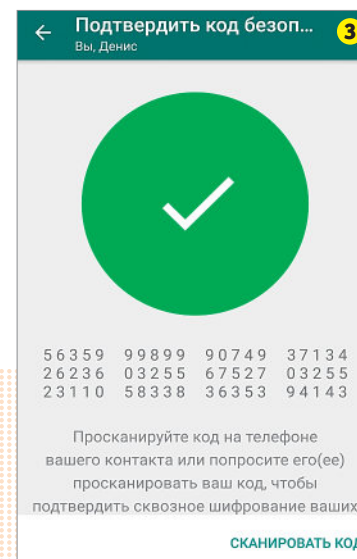 Подтвердить код безоп...
3
Вы, Денис
56359 99899 90749 37134
26236 03255 67527 03255
23110 58338 36353 94143
Просканируйте код на телефоне
вашего контакта или попросите его(ее)
просканировать ваш код, чтобы
подтвердить сквозное шифрование ваших
СКАНИРОВАТЬ КОД